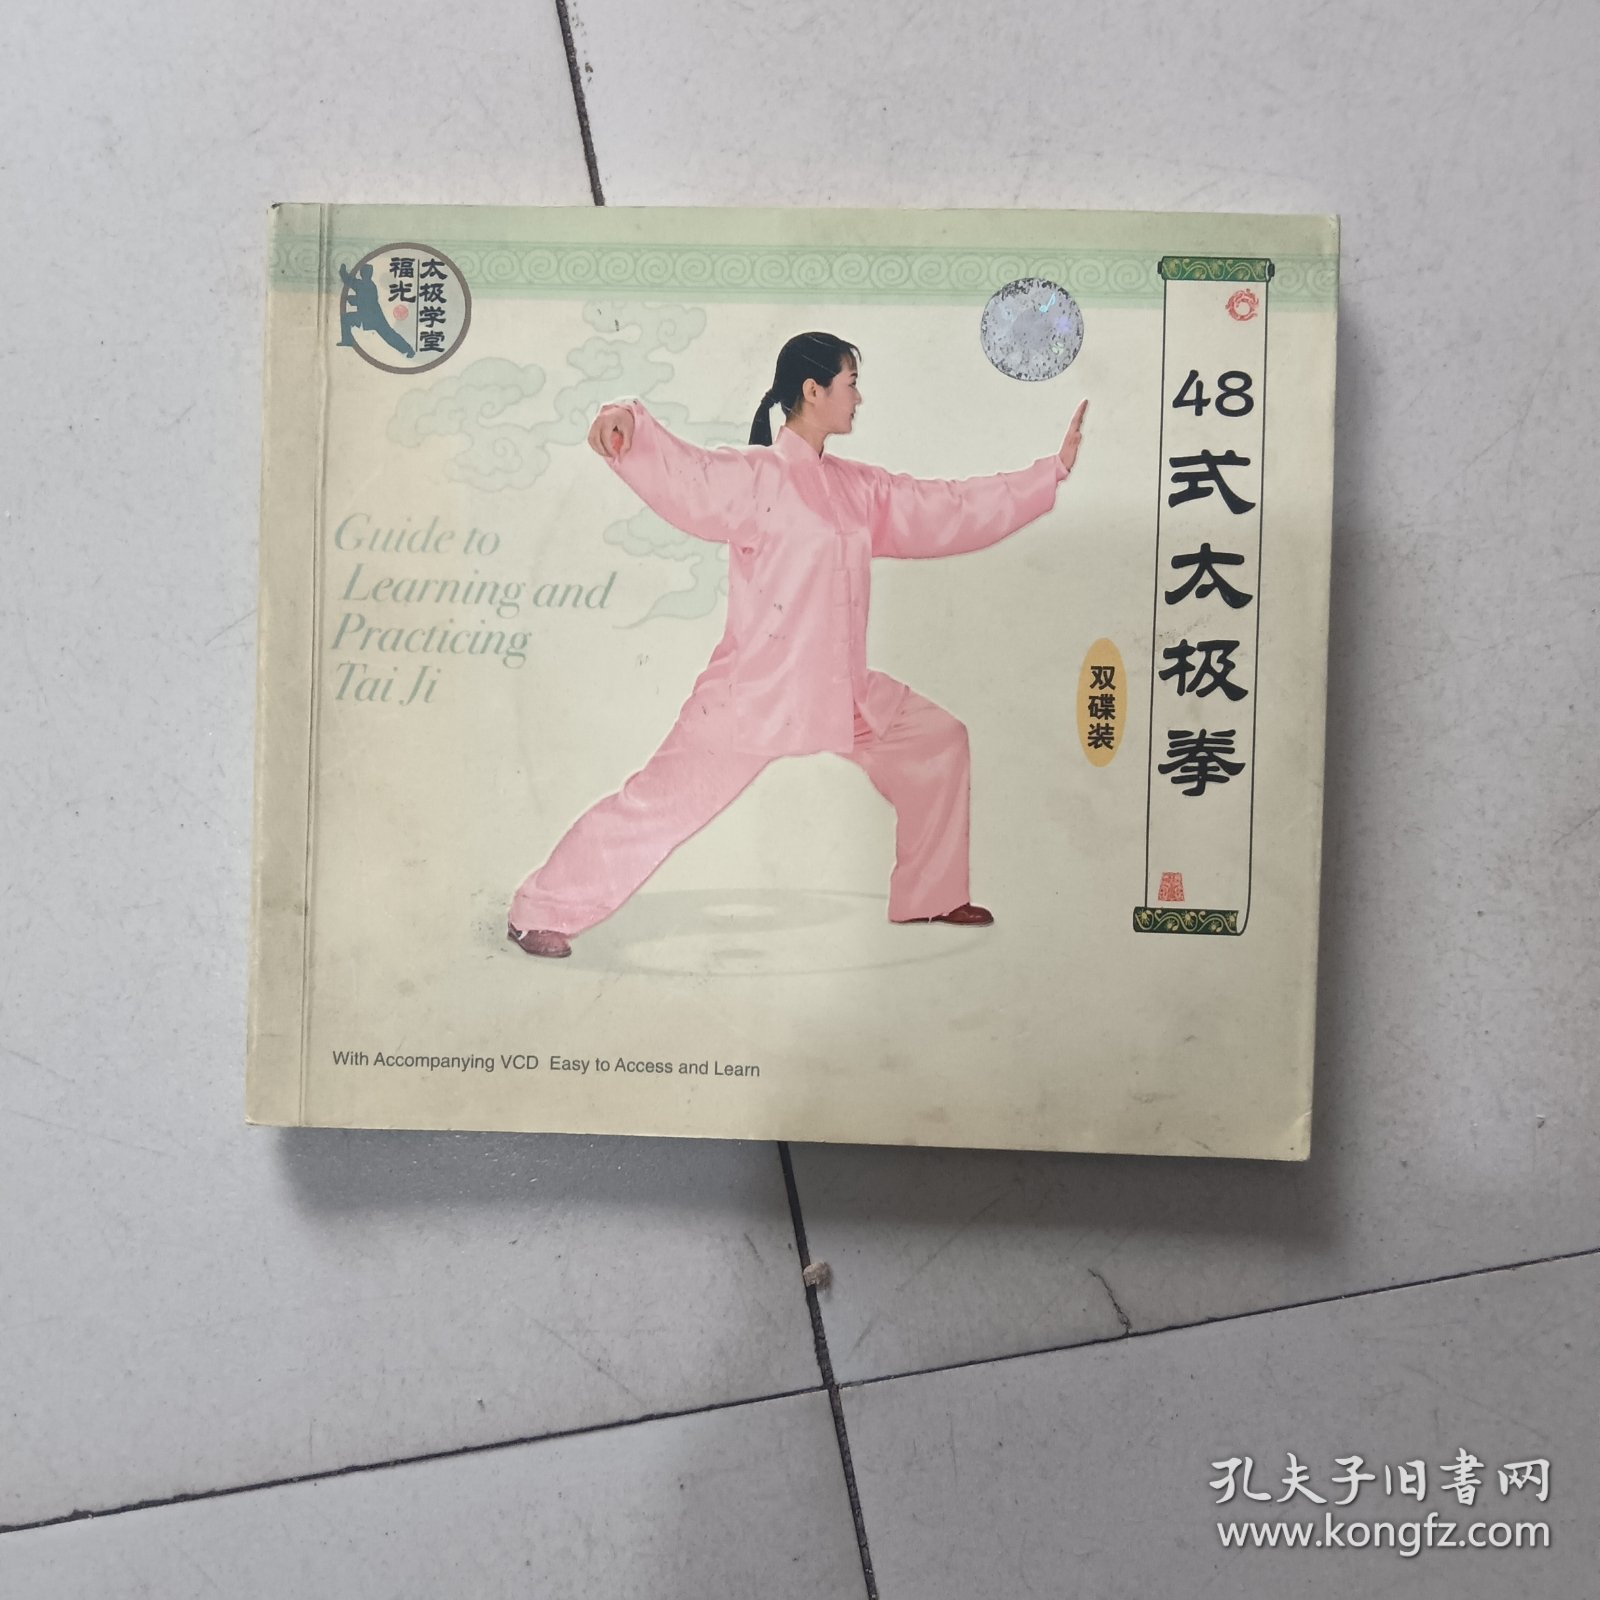 太极学堂
福光
48式太极拳
双碟装
Guide to
Learning and
Practicing
Tai Ji
With Accompanying VCD Easy to Access and Learn
孔夫子旧书网
www.kongfz.com